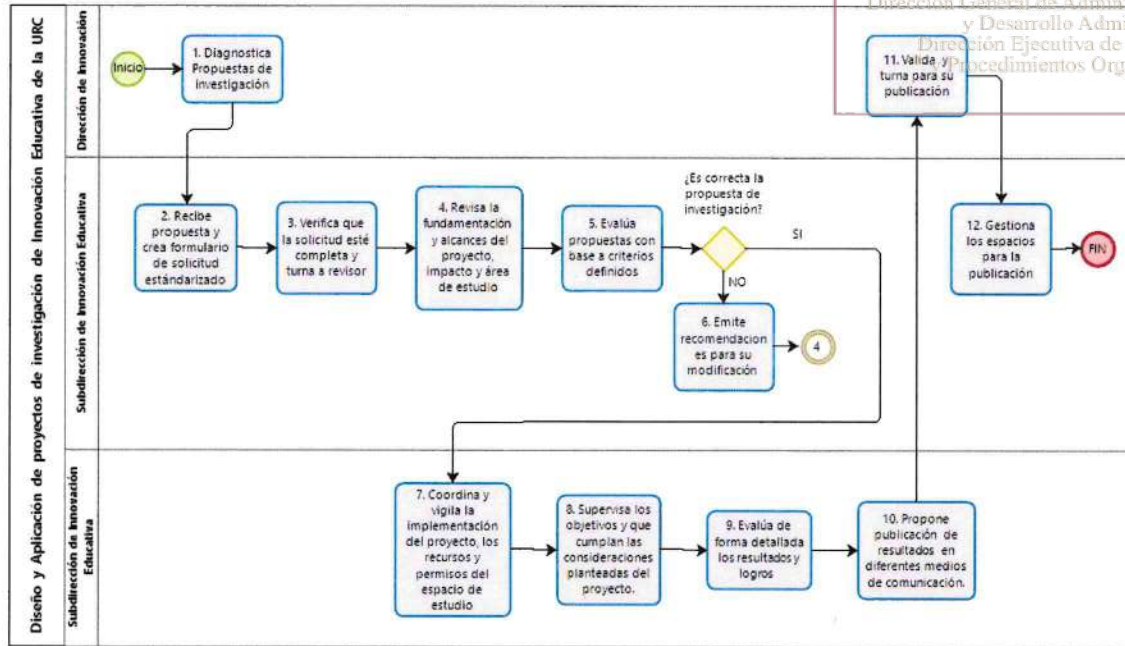 Diseño y Aplicación de proyectos de investigación de Innovación Educativa de la URC
Dirección de Innovación
Inicio
1. Diagnostica
Propuestas de
investigación
11. Valida y
turna para su
publicación
Dirección General de Admini
y Desarrollo Admi
Dirección Ejecutiva de
Procedimientos Org
Subdirección de Innovación Educativa
2. Recibe
propuesta y
crea formulario
de solicitud
estándarizado
3. Verifica que
la solicitud esté
completa y
turna a revisor
4. Revisa la
fundamentación
y alcances del
proyecto,
impacto y área
de estudio
5. Evalúa
propuestas con
base a criterios
definidos
¿Es correcta la
propuesta de
investigación?
SI
NO
6. Emite
recomendacion
es para su
modificación
4
12. Gestiona
los espacios
para la
publicación
FIN
Subdirección de Innovación
Educativa
7. Coordina y
vigila la
implementación
del proyecto, los
recursos y
permisos del
espacio de
estudio
8. Supervisa los
objetivos y que
cumplan las
consideraciones
planteadas del
proyecto.
9. Evalúa de
forma detallada
los resultados y
logros
10. Propone
publicación de
resultados en
diferentes medios
de comunicación.